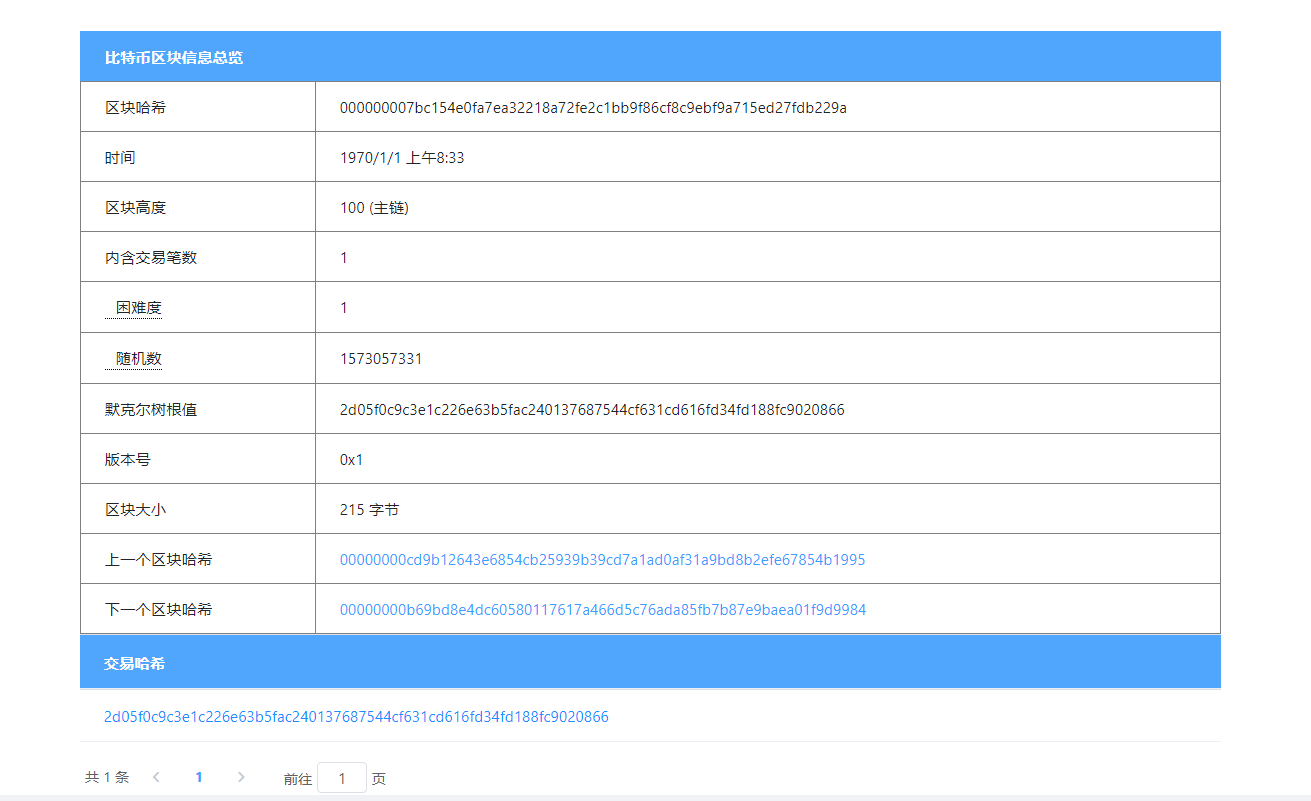 比特币区块信息总览
区块哈希 000000007bc154e0fa7ea32218a72fe2c1bb9f86cf8c9ebf9a715ed27fdb229a
时间 1970/1/1 上午8:33
区块高度 100 (主链)
内含交易笔数 1
困难度 1
随机数 1573057331
默克尔树根值 2d05f0c9c3e1c226e63b5fac240137687544cf631cd616fd34fd188fc9020866
版本号 0x1
区块大小 215 字节
上一个区块哈希 00000000cd9b12643e6854cb25939b39cd7a1ad0af31a9bd8b2efe67854b1995
下一个区块哈希 00000000b69bd8e4dc60580117617a466d5c76ada85fb7b87e9baea01f9d9984
交易哈希
2d05f0c9c3e1c226e63b5fac240137687544cf631cd616fd34fd188fc9020866
共 1 条 < 1 > 前往 1 页